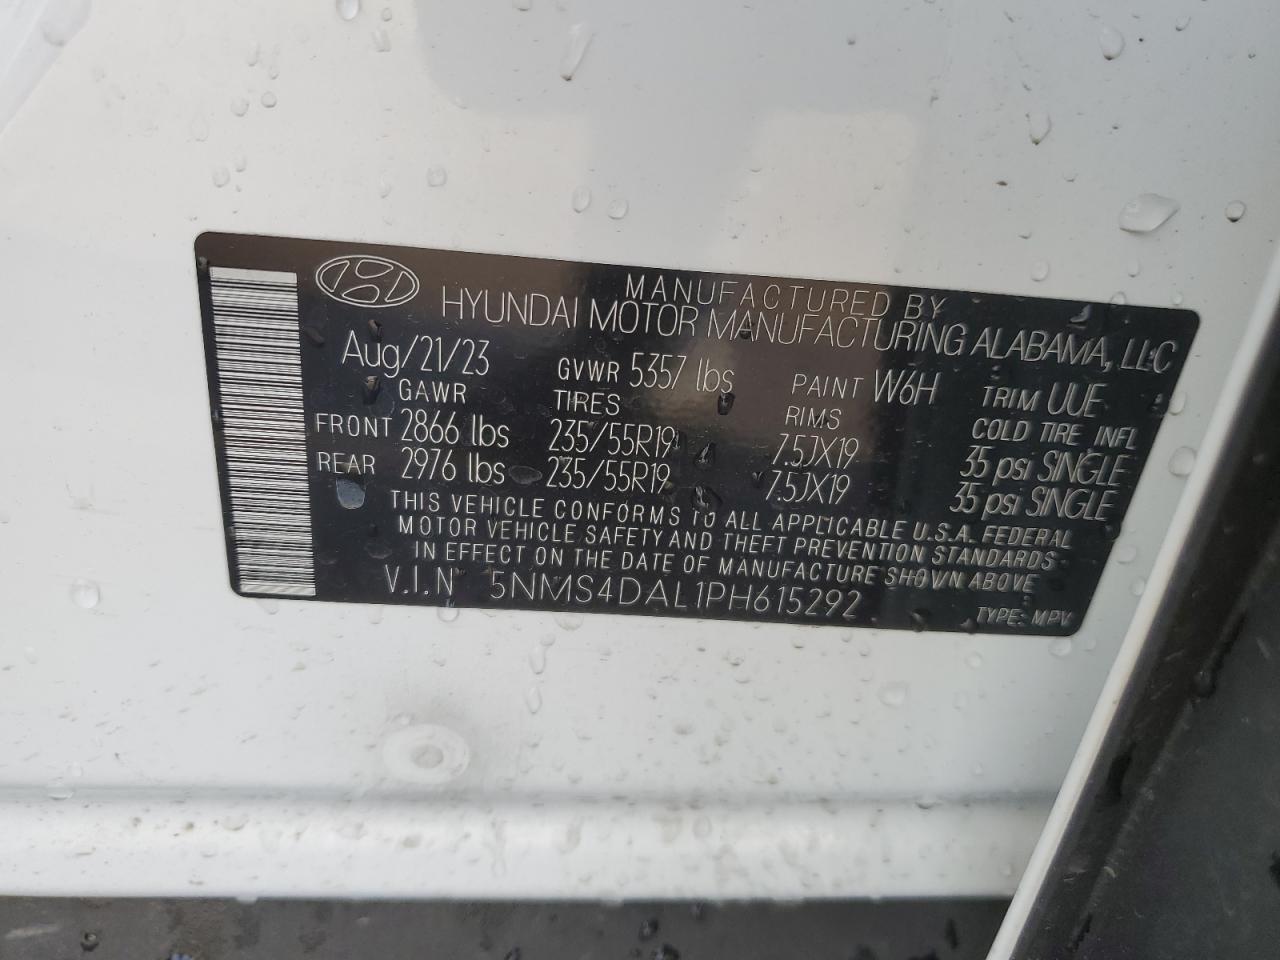 MANUFACTURED BY
HYUNDAI MOTOR MANUFACTURING ALABAMA, LLC
Aug/21/23 GVWR 5357 lbs PAINT W6H TRIM UUE
GAWR TIRES RIMS COLD TIRE INFL
FRONT 2866 lbs 235/55R19 7.5JX19 35 psi SINGLE
REAR 2976 lbs 235/55R19 7.5JX19 35 psi SINGLE
THIS VEHICLE CONFORMS TO ALL APPLICABLE U.S.A. FEDERAL
MOTOR VEHICLE SAFETY AND THEFT PREVENTION STANDARDS
IN EFFECT ON THE DATE OF MANUFACTURE SHOWN ABOVE
V.I.N 5NMS4DAL1PH615292 TYPE: MPV